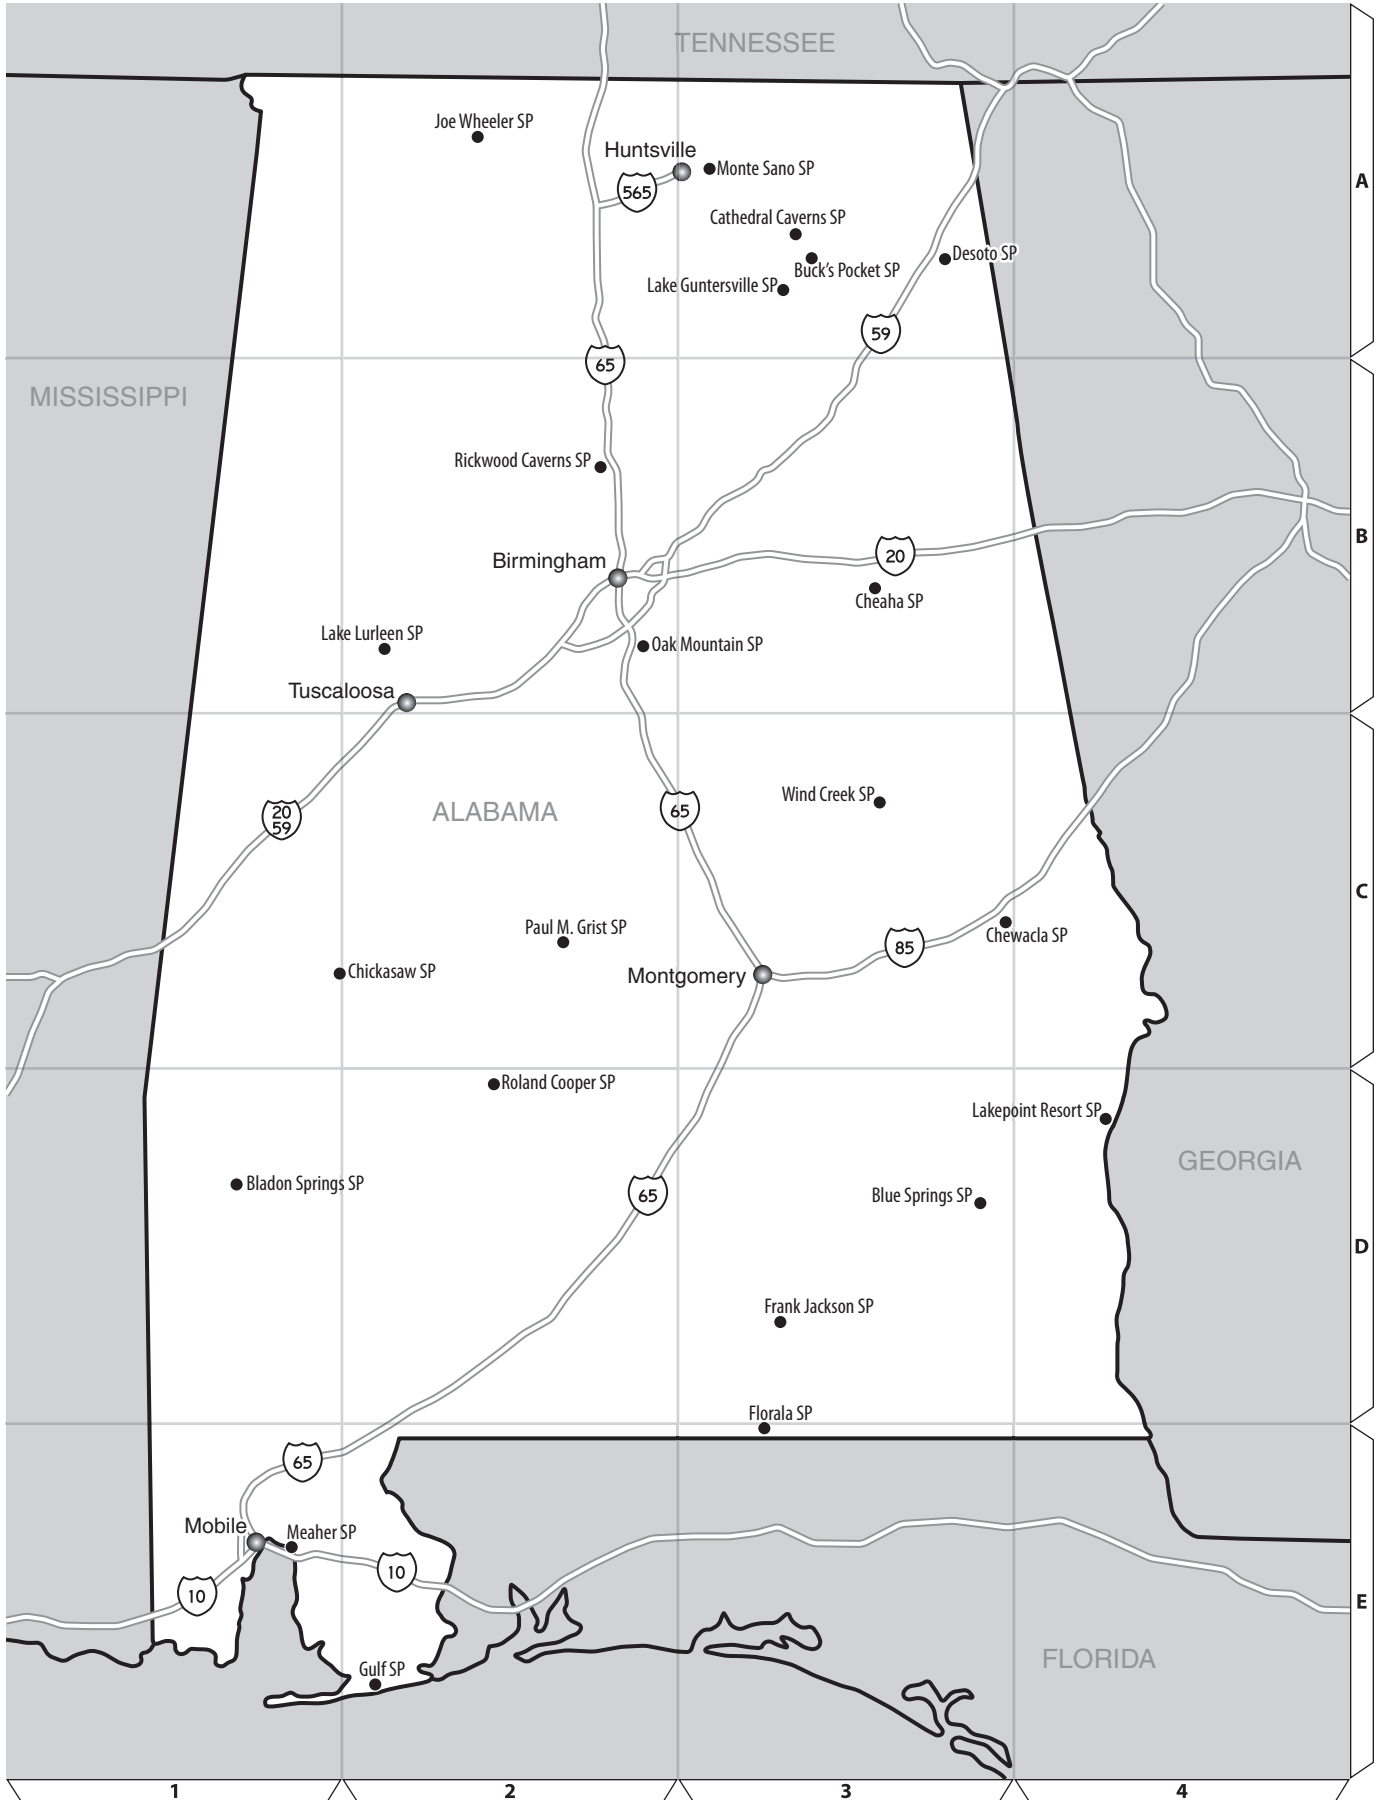 TENNESSEE
Joe Wheeler SP
Huntsville
Monte Sano SP
A
565
Cathedral Caverns SP
Desoto SP
Buck's Pocket SP
Lake Guntersville SP
59
65
MISSISSIPPI
Rickwood Caverns SP
B
20
Birmingham
Cheaha SP
Lake Lurleen SP
Oak Mountain SP
Tuscaloosa
Wind Creek SP
20
59
ALABAMA
65
C
Paul M. Grist SP
Chewacla SP
85
Chickasaw SP
Montgomery
Roland Cooper SP
Lakepoint Resort SP
GEORGIA
Bladon Springs SP
65
Blue Springs SP
D
Frank Jackson SP
Florala SP
65
Mobile
Meaher SP
10
10
E
FLORIDA
Gulf SP
1
2
3
4